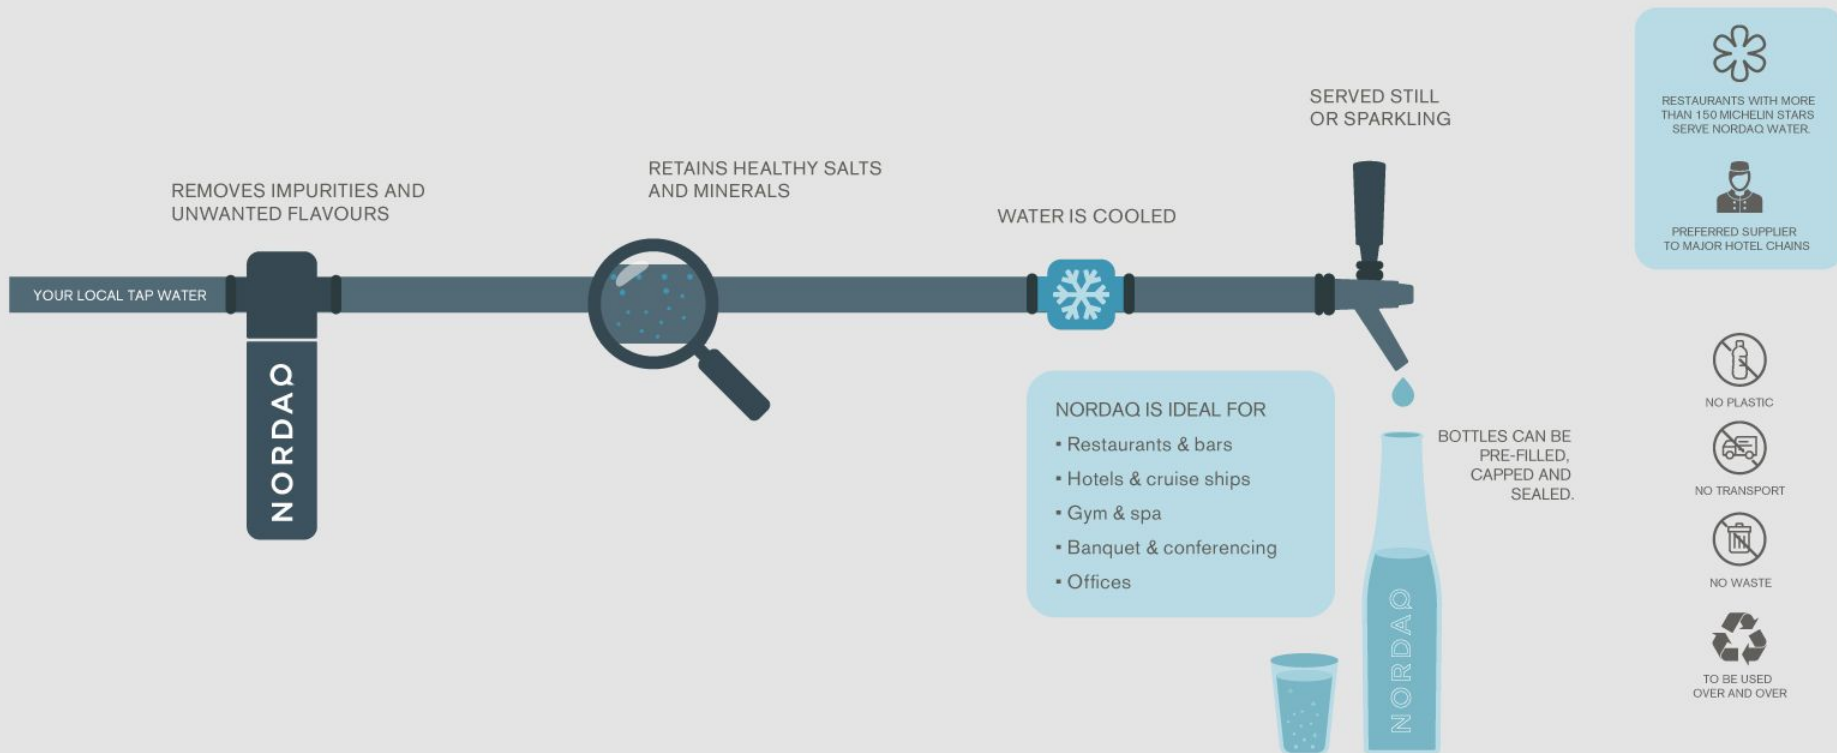 YOUR LOCAL TAP WATER
REMOVES IMPURITIES AND
UNWANTED FLAVOURS
NORDAQ
RETAINS HEALTHY SALTS
AND MINERALS
WATER IS COOLED
SERVED STILL
OR SPARKLING
NORDAQ IS IDEAL FOR
▪ Restaurants & bars
▪ Hotels & cruise ships
▪ Gym & spa
▪ Banquet & conferencing
▪ Offices
BOTTLES CAN BE
PRE-FILLED,
CAPPED AND
SEALED.
NORDAQ
RESTAURANTS WITH MORE
THAN 150 MICHELIN STARS
SERVE NORDAQ WATER.
PREFERRED SUPPLIER
TO MAJOR HOTEL CHAINS
NO PLASTIC
NO TRANSPORT
NO WASTE
TO BE USED
OVER AND OVER